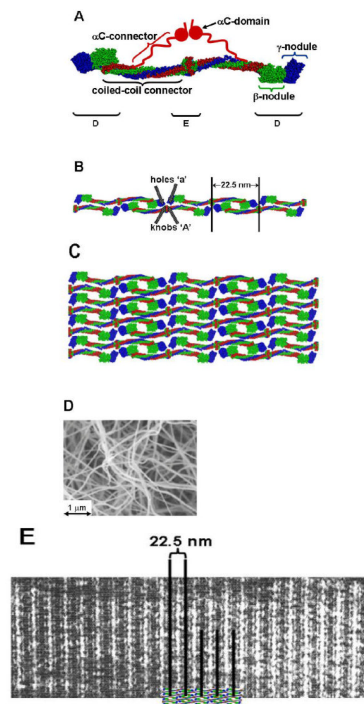 A
αC-connector
αC-domain
γ-nodule
coiled-coil connector
β-nodule
D
E
D
B
holes 'a'
22.5 nm
knobs 'A'
C
D
1 μm
E
22.5 nm